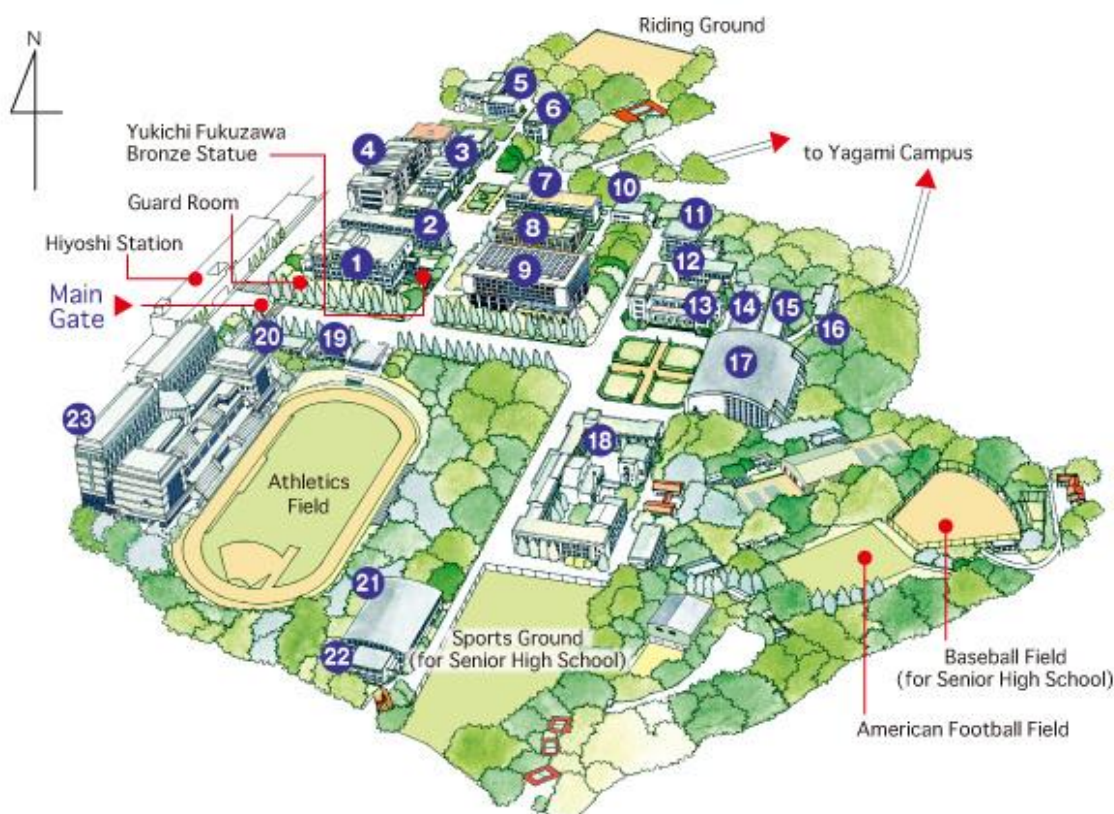 Riding Ground
N
5
6
Yukichi Fukuzawa
Bronze Statue
4
3
to Yagami Campus
7
10
Guard Room
11
2
8
Hiyoshi Station
1
9
12
Main
Gate
13
14
15
16
20
19
17
23
18
Athletics
Field
21
Sports Ground
(for Senior High School)
22
Baseball Field
(for Senior High School)
American Football Field